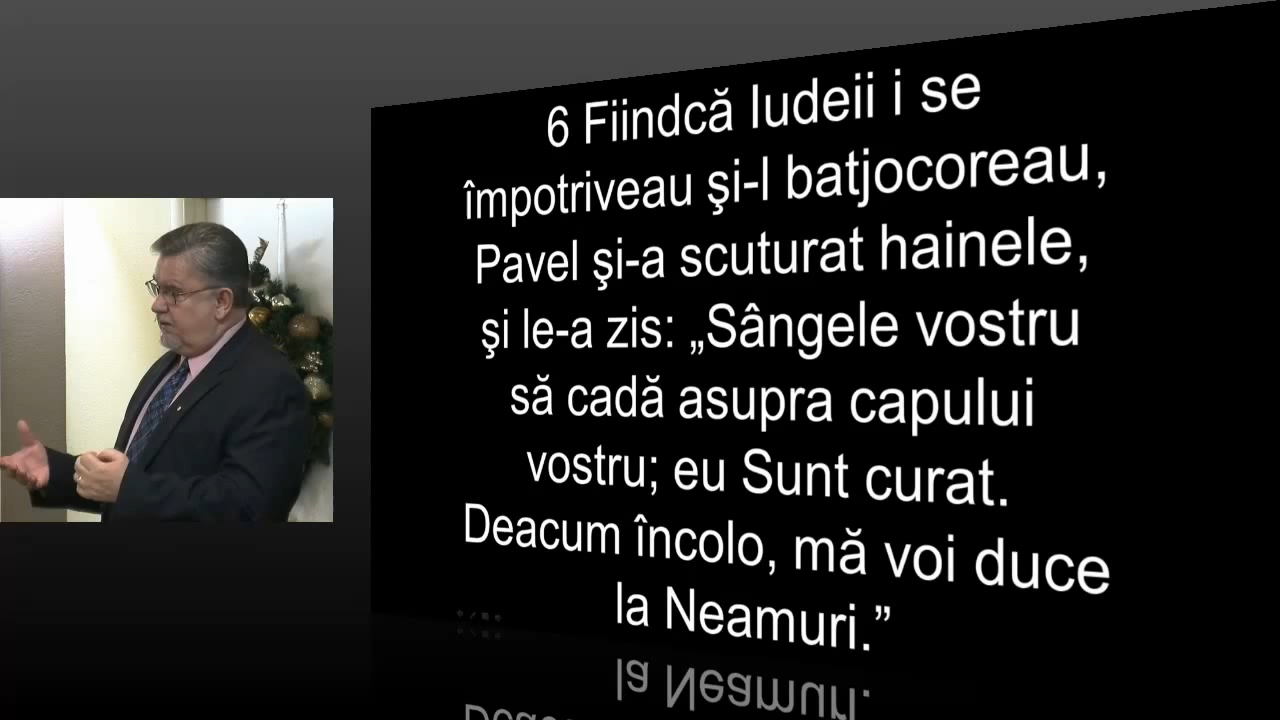 6 Fiindcă Iudeii i se
împotriveau şi-l batjocoreau,
Pavel şi-a scuturat hainele,
şi le-a zis: „Sângele vostru
să cadă asupra capului
vostru; eu Sunt curat.
Deacum încolo, mă voi duce
la Neamuri.”